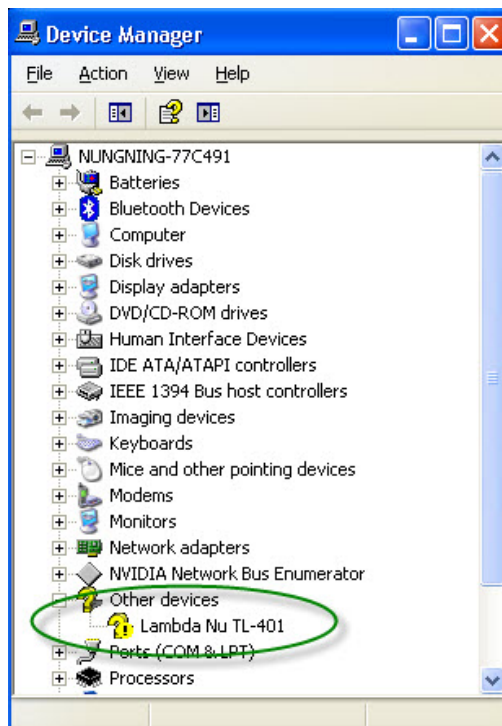 Device Manager
File Action View Help
NUNGNING-77C491
Batteries
Bluetooth Devices
Computer
Disk drives
Display adapters
DVD/CD-ROM drives
Human Interface Devices
IDE ATA/ATAPI controllers
IEEE 1394 Bus host controllers
Imaging devices
Keyboards
Mice and other pointing devices
Modems
Monitors
Network adapters
NVIDIA Network Bus Enumerator
Other devices
Lambda Nu TL-401
Ports (COM & LPT)
Processors